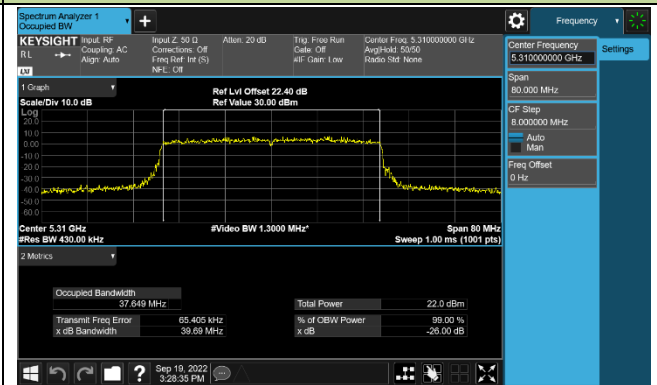 Spectrum Analyzer 1
Occupied BW
Frequency
KEYSIGHT
RL
LXI
Input: RF
Coupling: AC
Align: Auto
Input Z: 50 Ω
Corrections: Off
Freq Ref: Int (S)
NFE: Off
Atten: 20 dB
Trig: Free Run
Gate: Off
#IF Gain: Low
Center Freq: 5.310000000 GHz
Avg|Hold: 50/50
Radio Std: None
Center Frequency
5.310000000 GHz
Settings
Span
80.000 MHz
CF Step
8.000000 MHz
Auto
Man
Freq Offset
0 Hz
1 Graph
Scale/Div 10.0 dB
Ref Lvl Offset 22.40 dB
Ref Value 30.00 dBm
Log
20.0
10.0
0.00
-10.0
-20.0
-30.0
-40.0
-50.0
-60.0
Center 5.31 GHz
#Res BW 430.00 kHz
#Video BW 1.3000 MHz*
Span 80 MHz
Sweep 1.00 ms (1001 pts)
2 Metrics
Occupied Bandwidth
37.649 MHz
Total Power 22.0 dBm
Transmit Freq Error 65.405 kHz
% of OBW Power 99.00 %
x dB Bandwidth 39.69 MHz
x dB -26.00 dB
?
Sep 19, 2022
3:28:35 PM